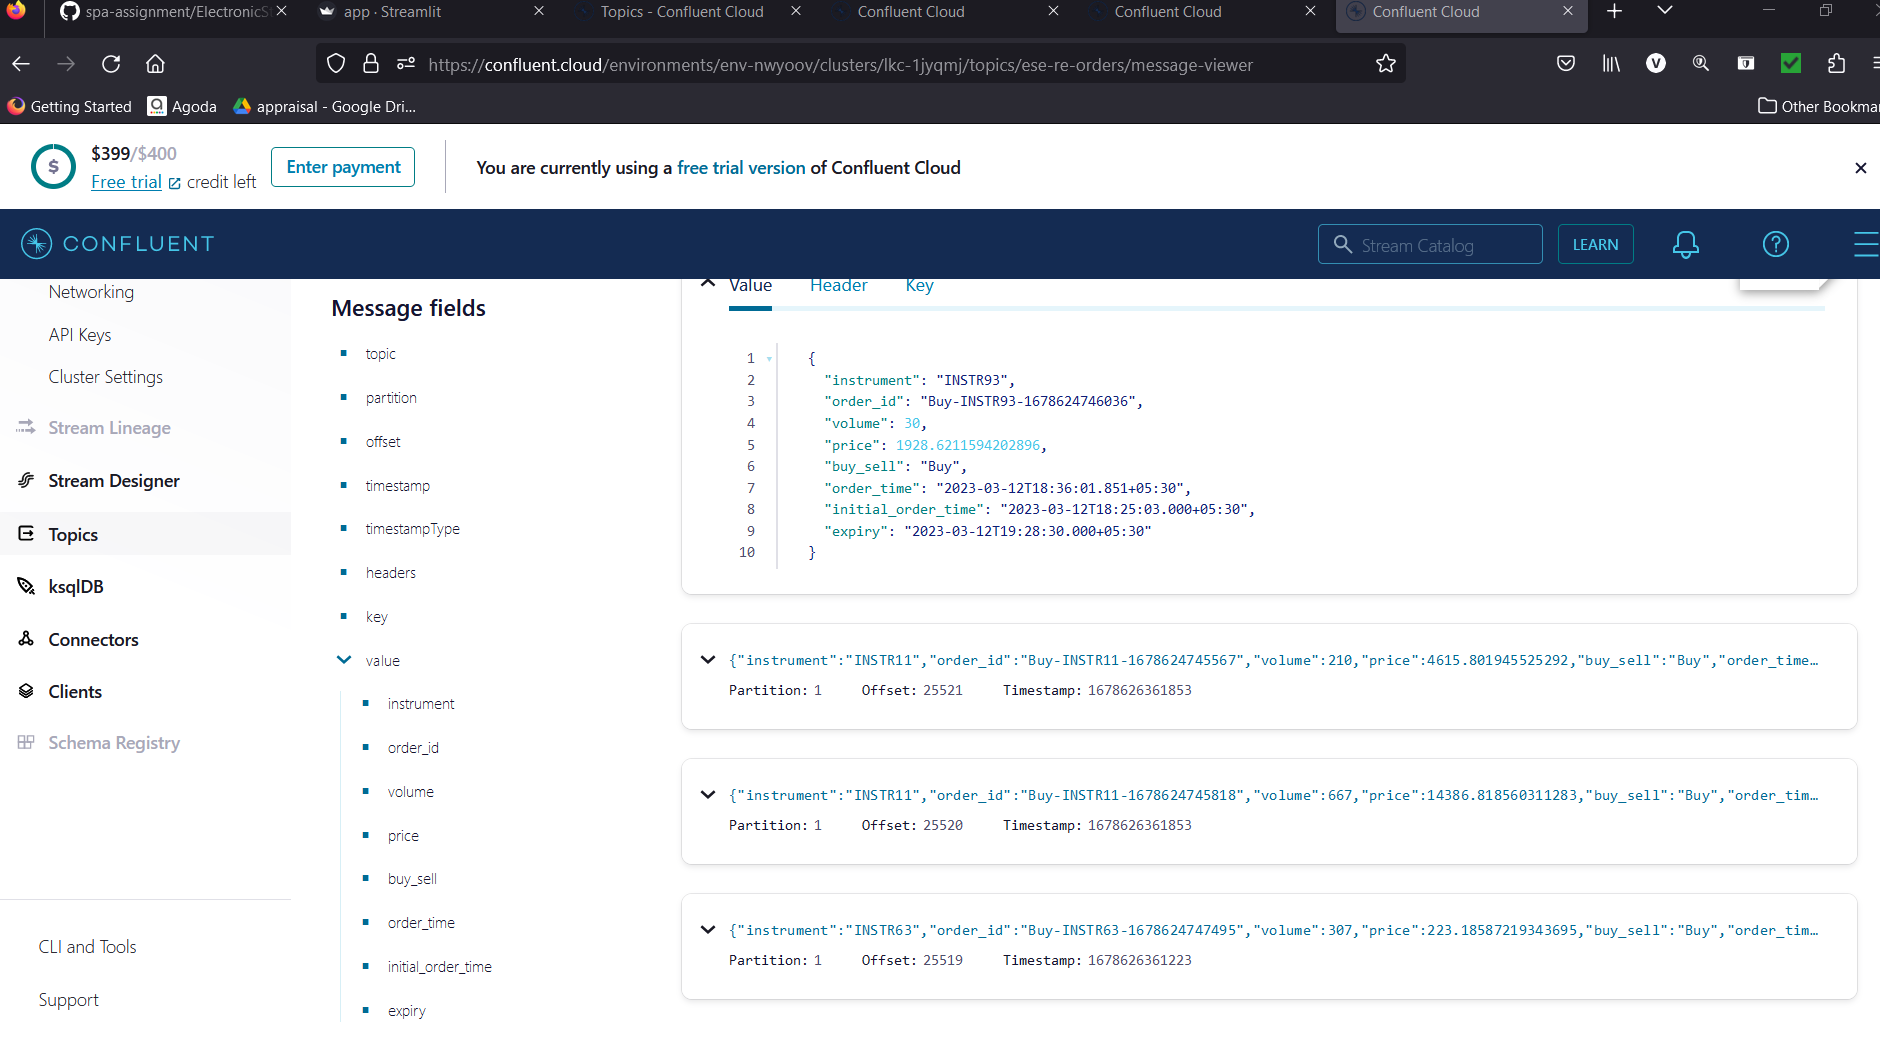 spa-assignment/ElectronicS
app · Streamlit
Topics - Confluent Cloud
Confluent Cloud
Confluent Cloud
Confluent Cloud
https://confluent.cloud/environments/env-nwyoov/clusters/lkc-1jyqmj/topics/ese-re-orders/message-viewer
V
Getting Started
Agoda
appraisal - Google Dri...
Other Bookma
$
$399/$400
Free trial credit left
Enter payment
You are currently using a free trial version of Confluent Cloud
CONFLUENT
Stream Catalog
LEARN
Networking
API Keys
Cluster Settings
Stream Lineage
Stream Designer
Topics
ksqlDB
Connectors
Clients
Schema Registry
CLI and Tools
Support
Message fields
topic
partition
offset
timestamp
timestampType
headers
key
value
instrument
order_id
volume
price
buy_sell
order_time
initial_order_time
expiry
Value Header Key
1 {
2 "instrument": "INSTR93",
3 "order_id": "Buy-INSTR93-1678624746036",
4 "volume": 30,
5 "price": 1928.6211594202896,
6 "buy_sell": "Buy",
7 "order_time": "2023-03-12T18:36:01.851+05:30",
8 "initial_order_time": "2023-03-12T18:25:03.000+05:30",
9 "expiry": "2023-03-12T19:28:30.000+05:30"
10 }
{"instrument":"INSTR11","order_id":"Buy-INSTR11-1678624745567","volume":210,"price":4615.801945525292,"buy_sell":"Buy","order_time...
Partition: 1 Offset: 25521 Timestamp: 1678626361853
{"instrument":"INSTR11","order_id":"Buy-INSTR11-1678624745818","volume":667,"price":14386.818560311283,"buy_sell":"Buy","order_tim...
Partition: 1 Offset: 25520 Timestamp: 1678626361853
{"instrument":"INSTR63","order_id":"Buy-INSTR63-1678624747495","volume":307,"price":223.18587219343695,"buy_sell":"Buy","order_tim...
Partition: 1 Offset: 25519 Timestamp: 1678626361223